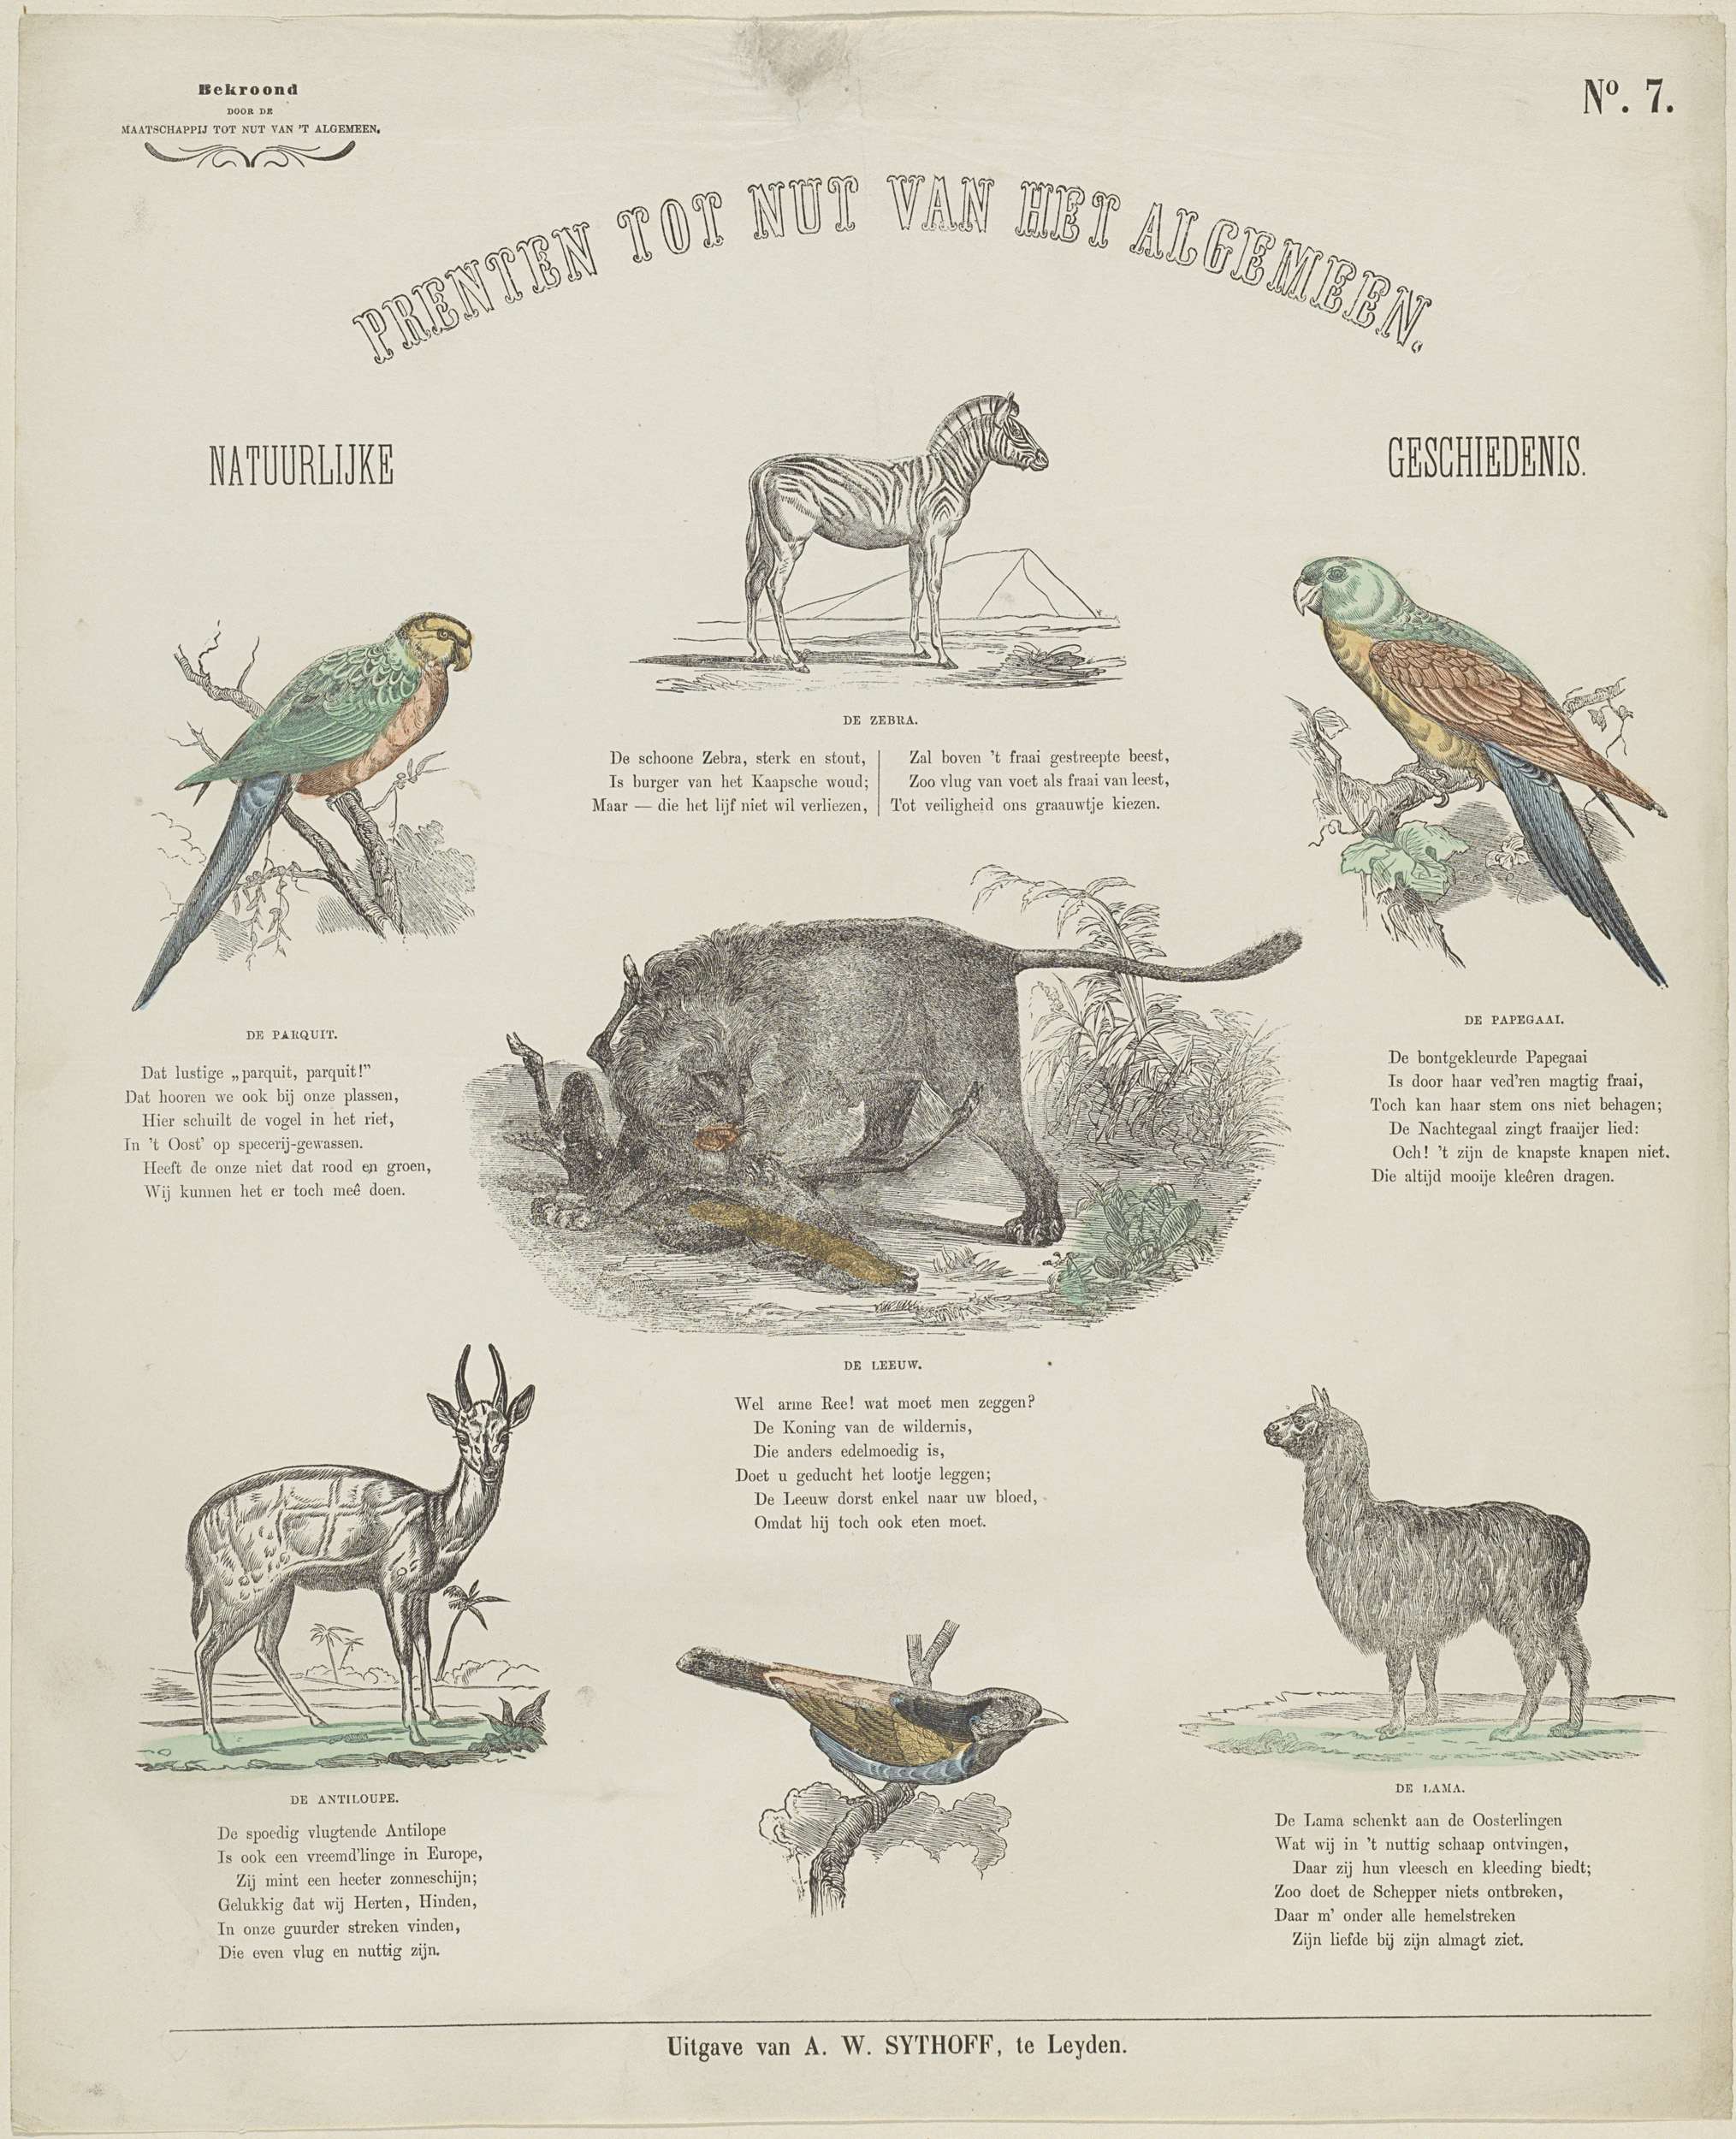 Bekroond
DOOR DE
MAATSCHAPPIJ TOT NUT VAN 'T ALGEMEEN.
No. 7.
PRENTEN TOT NUT VAN HET ALGEMEEN.
NATUURLIJKE
GESCHIEDENIS.
DE ZEBRA.
De schoone Zebra, sterk en stout,
Is burger van het Kaapsche woud;
Maar — die het lijf niet wil verliezen,
Zal boven 't fraai gestreepte beest,
Zoo vlug van voet als fraai van leest,
Tot veiligheid ons graauwtje kiezen.
DE PARQUIT.
Dat lustige „parquit, parquit!”
Dat hooren we ook bij onze plassen,
Hier schuilt de vogel in het riet,
In 't Oost' op specerij-gewassen.
Heeft de onze niet dat rood en groen,
Wij kunnen het er toch meê doen.
DE PAPEGAAI.
De bontgekleurde Papegaai
Is door haar ved'ren magtig fraai,
Toch kan haar stem ons niet behagen;
De Nachtegaal zingt fraaijer lied:
Och! 't zijn de knapste knapen niet.
Die altijd mooije kleêren dragen.
DE LEEUW.
Wel arme Ree! wat moet men zeggen?
De Koning van de wildernis,
Die anders edelmoedig is,
Doet u geducht het lootje leggen;
De Leeuw dorst enkel naar uw bloed,
Omdat hij toch ook eten moet.
DE ANTILOUPE.
De spoedig vlugtende Antilope
Is ook een vreemd'linge in Europe,
Zij mint een heeter zonneschijn;
Gelukkig dat wij Herten, Hinden,
In onze guurder streken vinden,
Die even vlug en nuttig zijn.
DE LAMA.
De Lama schenkt aan de Oosterlingen
Wat wij in 't nuttig schaap ontvingen,
Daar zij hun vleesch en kleeding biedt;
Zoo doet de Schepper niets ontbreken,
Daar m' onder alle hemelstreken
Zijn liefde bij zijn almagt ziet.
Uitgave van A. W. SYTHOFF, te Leyden.